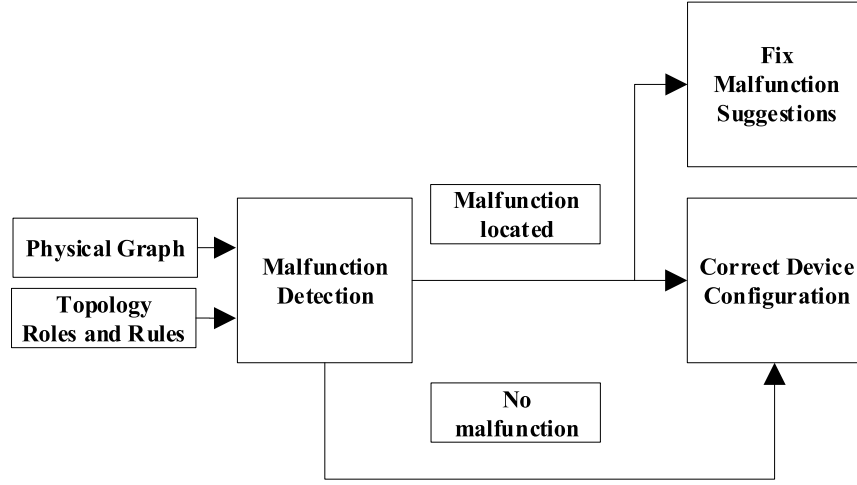 Fix
Malfunction
Suggestions
Malfunction
located
Physical Graph
Malfunction
Detection
Correct Device
Configuration
Topology
Roles and Rules
No
malfunction